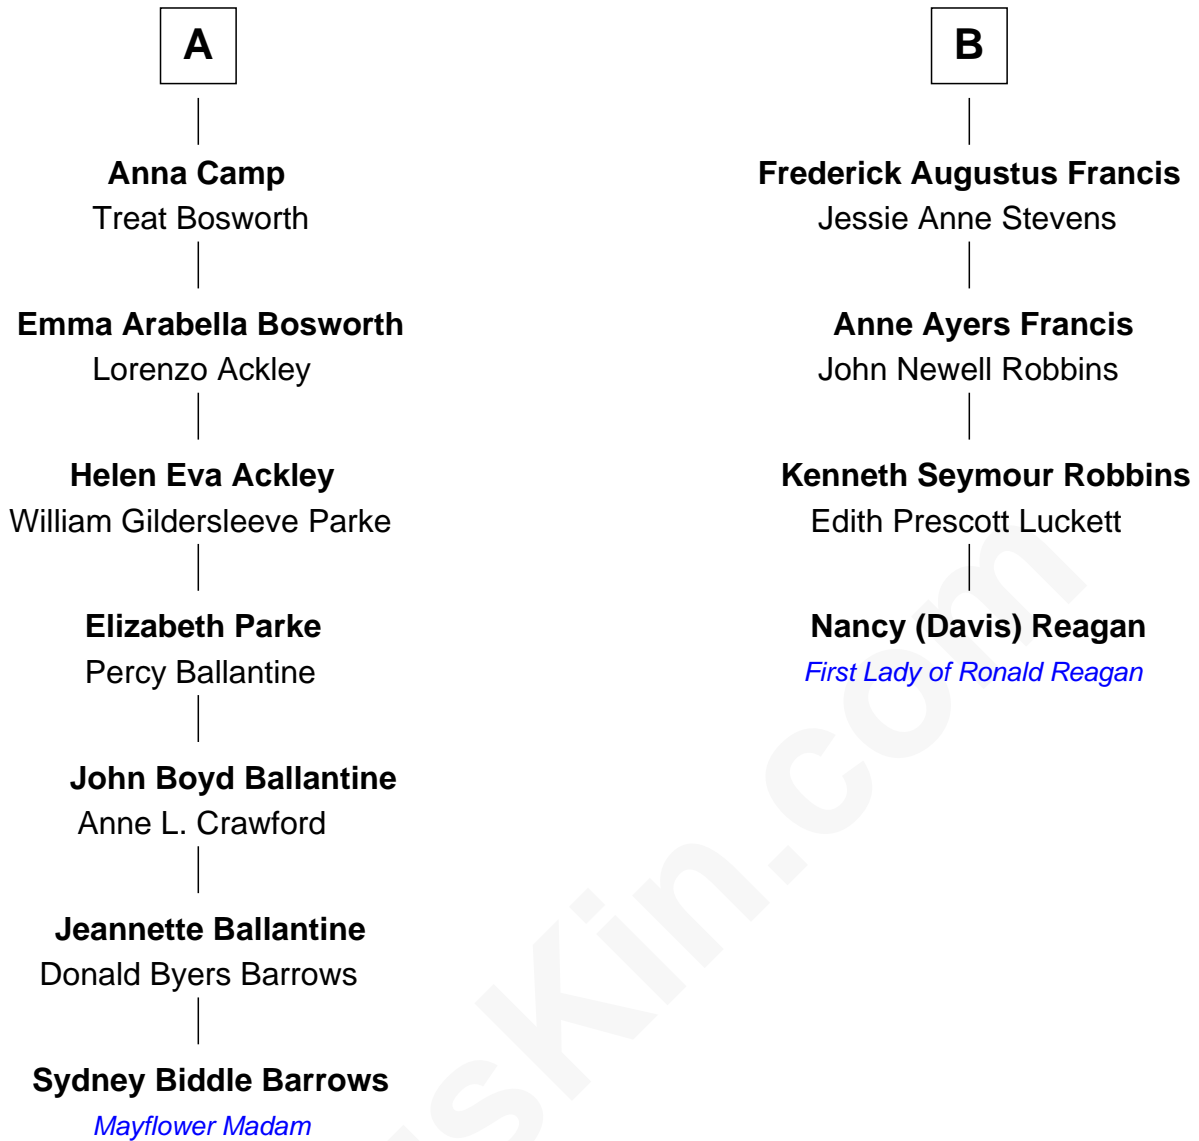 A
Anna Camp
Treat Bosworth
Emma Arabella Bosworth
Lorenzo Ackley
Helen Eva Ackley
William Gildersleeve Parke
Elizabeth Parke
Percy Ballantine
John Boyd Ballantine
Anne L. Crawford
Jeannette Ballantine
Donald Byers Barrows
Sydney Biddle Barrows
Mayflower Madam
B
Frederick Augustus Francis
Jessie Anne Stevens
Anne Ayers Francis
John Newell Robbins
Kenneth Seymour Robbins
Edith Prescott Luckett
Nancy (Davis) Reagan
First Lady of Ronald Reagan